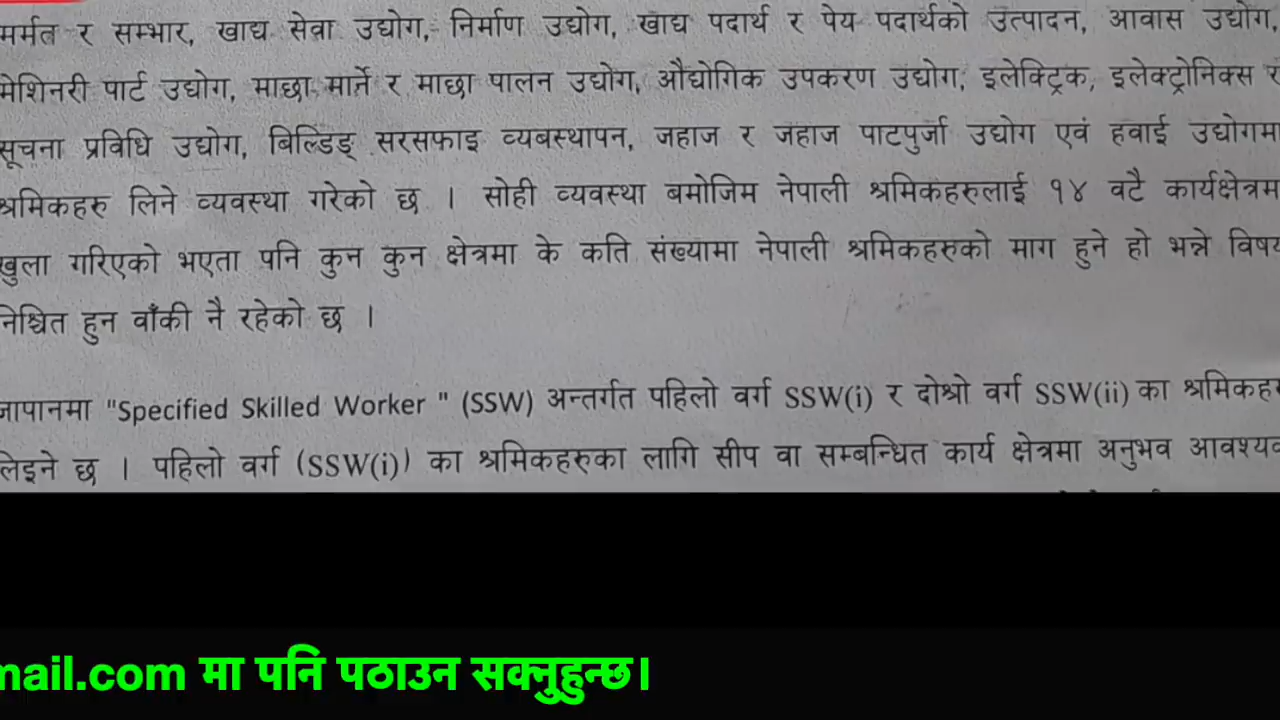 मर्मत र सम्भार, खाद्य सेवा उद्योग, निर्माण उद्योग, खाद्य पदार्थ र पेय पदार्थको उत्पादन, आवास उद्योग,
मेशिनरी पार्ट उद्योग, माछा मार्ने र माछा पालन उद्योग, औद्योगिक उपकरण उद्योग, इलेक्ट्रिक, इलेक्ट्रोनिक्स र
सूचना प्रविधि उद्योग, बिल्डिङ् सरसफाइ व्यबस्थापन, जहाज र जहाज पाटपुर्जा उद्योग एवं हवाई उद्योगमा
श्रमिकहरु लिने व्यवस्था गरेको छ । सोही व्यवस्था बमोजिम नेपाली श्रमिकहरुलाई १४ वटै कार्यक्षेत्रम
खुला गरिएको भएता पनि कुन कुन क्षेत्रमा के कति संख्यामा नेपाली श्रमिकहरुको माग हुने हो भन्ने विषय
निश्चित हुन वाँकी नै रहेको छ ।
जापानमा "Specified Skilled Worker " (SSW) अन्तर्गत पहिलो वर्ग SSW(i) र दोश्रो वर्ग SSW(ii) का श्रमिकहरु
लिइने छ । पहिलो वर्ग (SSW(i)) का श्रमिकहरुका लागि सीप वा सम्बन्धित कार्य क्षेत्रमा अनुभव आवश्यक
mail.com मा पनि पठाउन सक्नुहुन्छ।